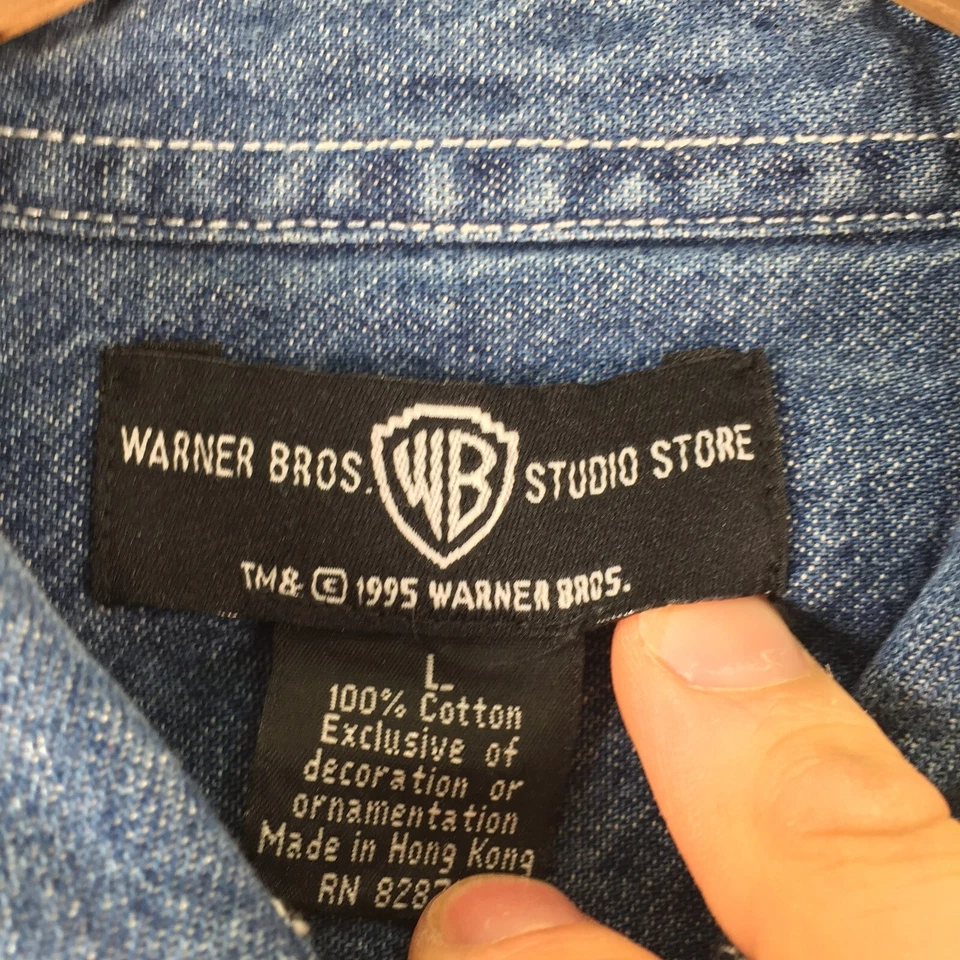 WARNER BROS. WB STUDIO STORE
TM& © 1995 WARNER BROS.
L
100% Cotton
Exclusive of
decoration or
ornamentation
Made in Hong Kong
RN